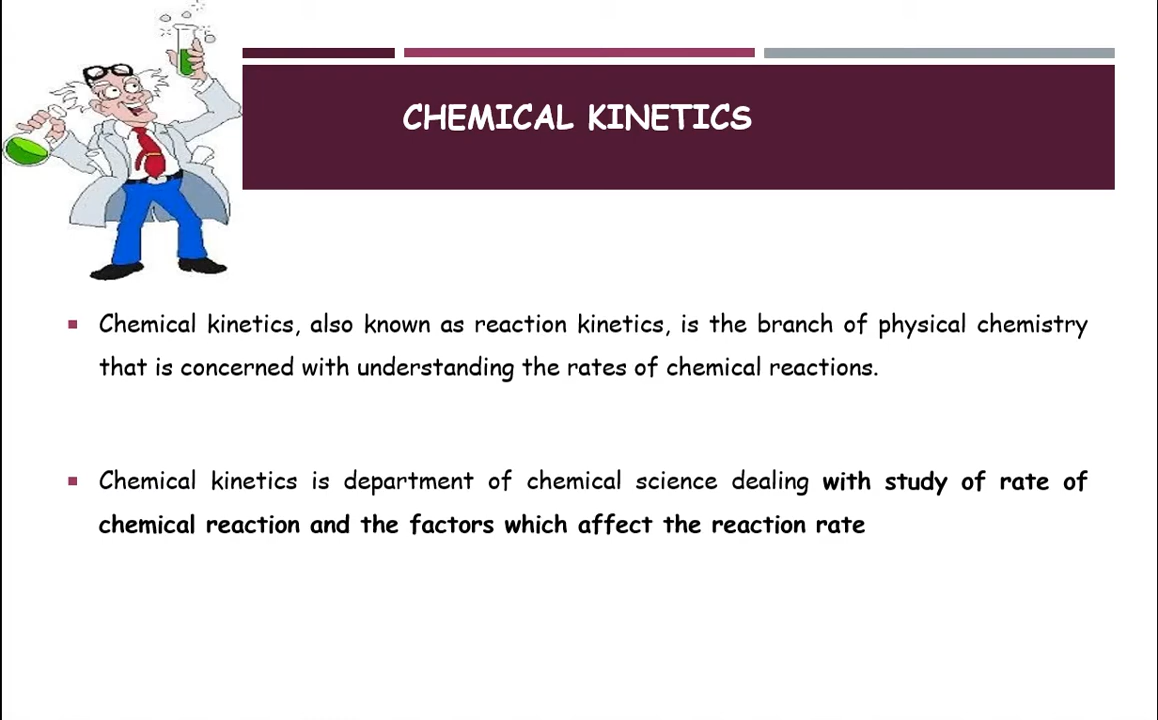 CHEMICAL KINETICS
Chemical kinetics, also known as reaction kinetics, is the branch of physical chemistry
that is concerned with understanding the rates of chemical reactions.
Chemical kinetics is department of chemical science dealing with study of rate of
chemical reaction and the factors which affect the reaction rate